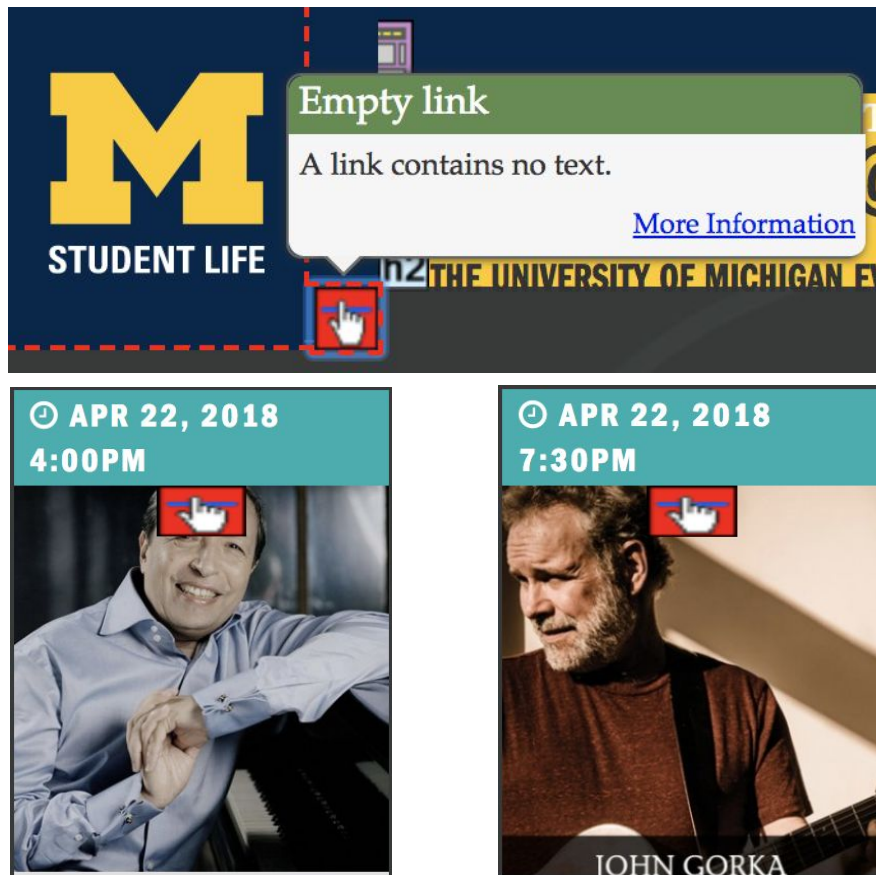 M
Empty link
A link contains no text.
More Information
STUDENT LIFE
h2 THE UNIVERSITY OF MICHIGAN
APR 22, 2018
4:00PM
APR 22, 2018
7:30PM
JOHN GORKA